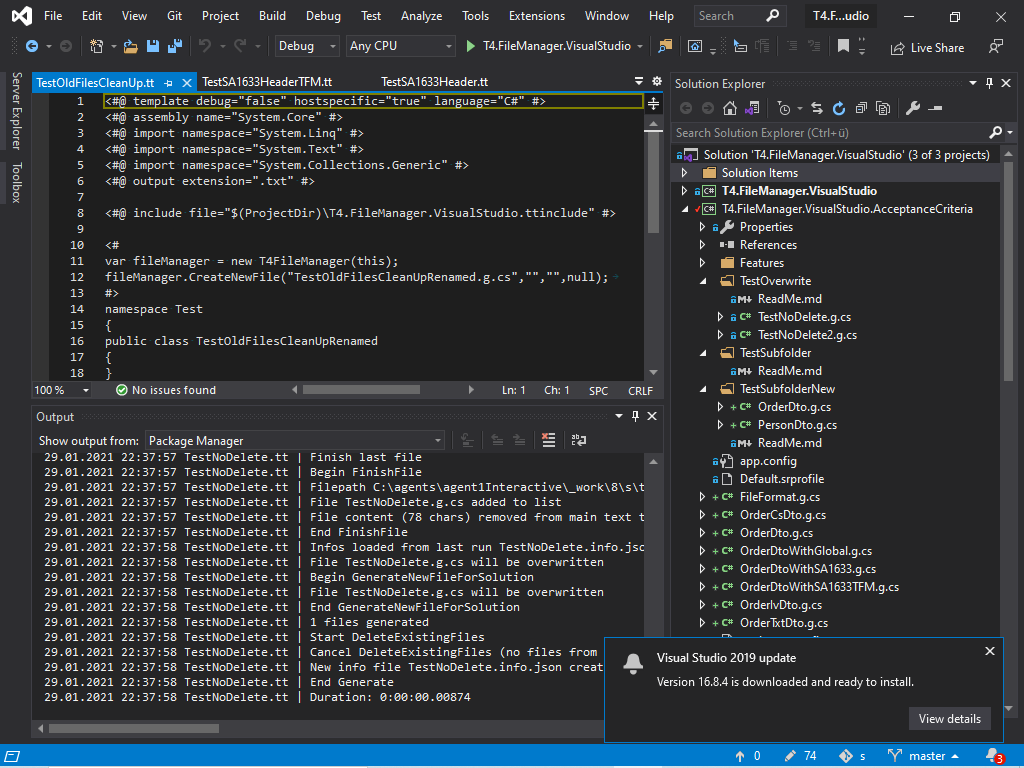 File Edit View Git Project Build Debug Test Analyze Tools Extensions Window Help Search T4.F...udio
Debug Any CPU T4.FileManager.VisualStudio Live Share
Server Explorer
Toolbox
TestOldFilesCleanUp.tt TestSA1633HeaderTFM.tt TestSA1633Header.tt
1 <#@ template debug="false" hostspecific="true" language="C#" #>
2 <#@ assembly name="System.Core" #>
3 <#@ import namespace="System.Linq" #>
4 <#@ import namespace="System.Text" #>
5 <#@ import namespace="System.Collections.Generic" #>
6 <#@ output extension=".txt" #>
7
8 <#@ include file="$(ProjectDir)\T4.FileManager.VisualStudio.ttinclude" #>
9
10 <#
11 var fileManager = new T4FileManager(this);
12 fileManager.CreateNewFile("TestOldFilesCleanUpRenamed.g.cs","","",null);
13 #>
14 namespace Test
15 {
16 public class TestOldFilesCleanUpRenamed
17 {
18 }
100 % No issues found Ln: 1 Ch: 1 SPC CRLF
Output
Show output from: Package Manager
29.01.2021 22:37:57 TestNoDelete.tt | Finish last file
29.01.2021 22:37:57 TestNoDelete.tt | Begin FinishFile
29.01.2021 22:37:57 TestNoDelete.tt | Filepath C:\agents\agent1Interactive\_work\8\s\t
29.01.2021 22:37:57 TestNoDelete.tt | File TestNoDelete.g.cs added to list
29.01.2021 22:37:57 TestNoDelete.tt | File content (78 chars) removed from main text t
29.01.2021 22:37:57 TestNoDelete.tt | End FinishFile
29.01.2021 22:37:58 TestNoDelete.tt | Infos loaded from last run TestNoDelete.info.jso
29.01.2021 22:37:58 TestNoDelete.tt | File TestNoDelete.g.cs will be overwritten
29.01.2021 22:37:58 TestNoDelete.tt | Begin GenerateNewFileForSolution
29.01.2021 22:37:58 TestNoDelete.tt | File TestNoDelete.g.cs will be overwritten
29.01.2021 22:37:58 TestNoDelete.tt | End GenerateNewFileForSolution
29.01.2021 22:37:58 TestNoDelete.tt | 1 files generated
29.01.2021 22:37:58 TestNoDelete.tt | Start DeleteExistingFiles
29.01.2021 22:37:58 TestNoDelete.tt | Cancel DeleteExistingFiles (no files from
29.01.2021 22:37:58 TestNoDelete.tt | New info file TestNoDelete.info.json creat
29.01.2021 22:37:58 TestNoDelete.tt | End Generate
29.01.2021 22:37:58 TestNoDelete.tt | Duration: 0:00:00.00874
Solution Explorer
Search Solution Explorer (Ctrl+ü)
Solution 'T4.FileManager.VisualStudio' (3 of 3 projects)
Solution Items
C# T4.FileManager.VisualStudio
C# T4.FileManager.VisualStudio.AcceptanceCriteria
Properties
References
Features
TestOverwrite
M+ ReadMe.md
C# TestNoDelete.g.cs
C# TestNoDelete2.g.cs
TestSubfolder
M+ ReadMe.md
TestSubfolderNew
+ C# OrderDto.g.cs
+ C# PersonDto.g.cs
M+ ReadMe.md
app.config
Default.srprofile
+ C# FileFormat.g.cs
+ C# OrderCsDto.g.cs
+ C# OrderDto.g.cs
+ C# OrderDtoWithGlobal.g.cs
+ C# OrderDtoWithSA1633.g.cs
+ C# OrderDtoWithSA1633TFM.g.cs
+ C# OrderIvDto.g.cs
+ C# OrderTxtDto.g.cs
Visual Studio 2019 update
Version 16.8.4 is downloaded and ready to install.
View details
0 74 s master 3